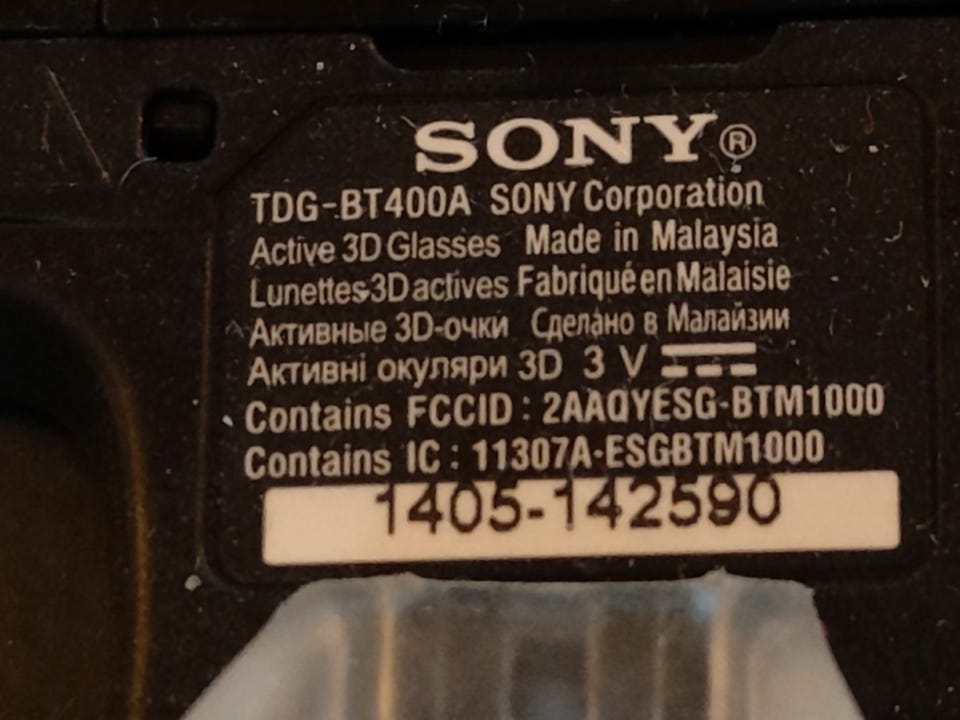 SONY®
TDG-BT400A SONY Corporation
Active 3D Glasses Made in Malaysia
Lunettes 3D actives Fabriqué en Malaisie
Активные 3D-очки Сделано в Малайзии
Активні окуляри 3D 3 V ⎓
Contains FCCID : 2AAQYESG-BTM1000
Contains IC : 11307A-ESGBTM1000
1405-142590